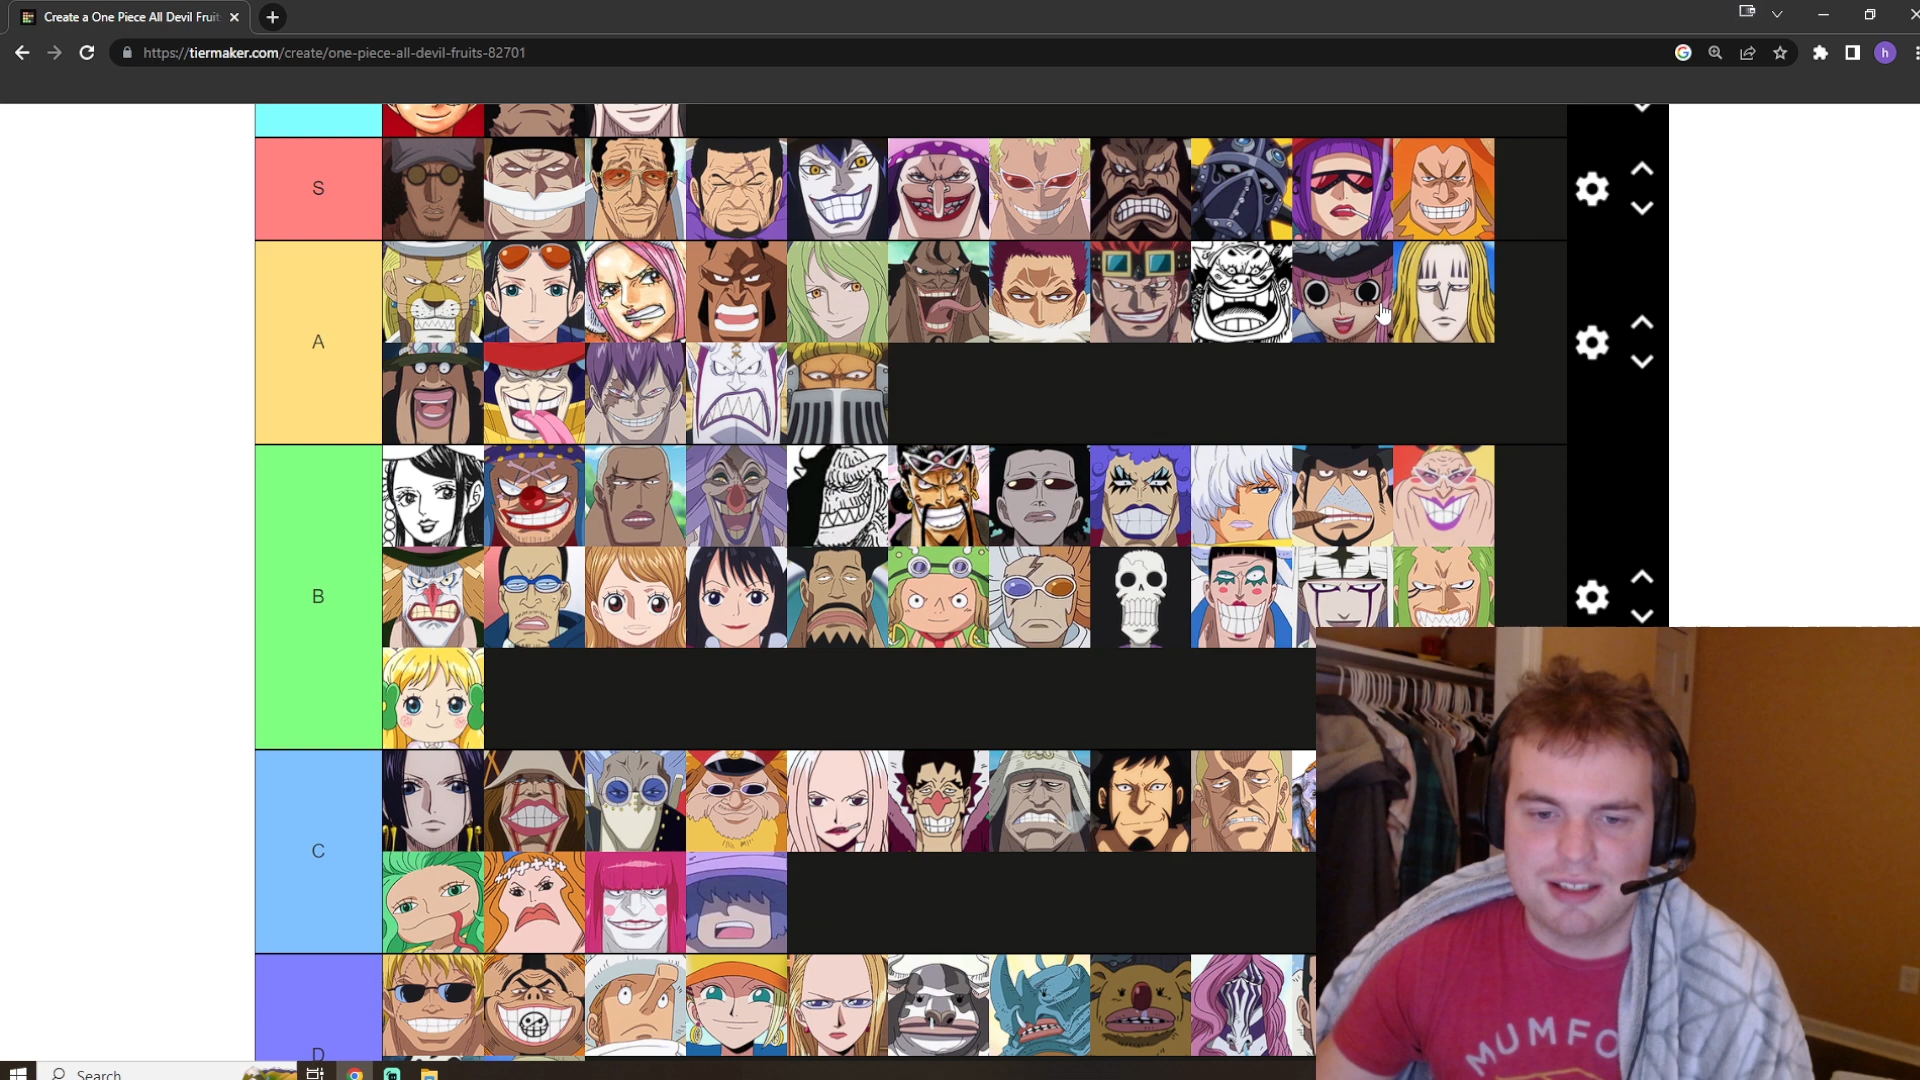 Create a One Piece All Devil Fruit
https://tiermaker.com/create/one-piece-all-devil-fruits-82701
h
S
A
B
C
D
MUMFO
Search